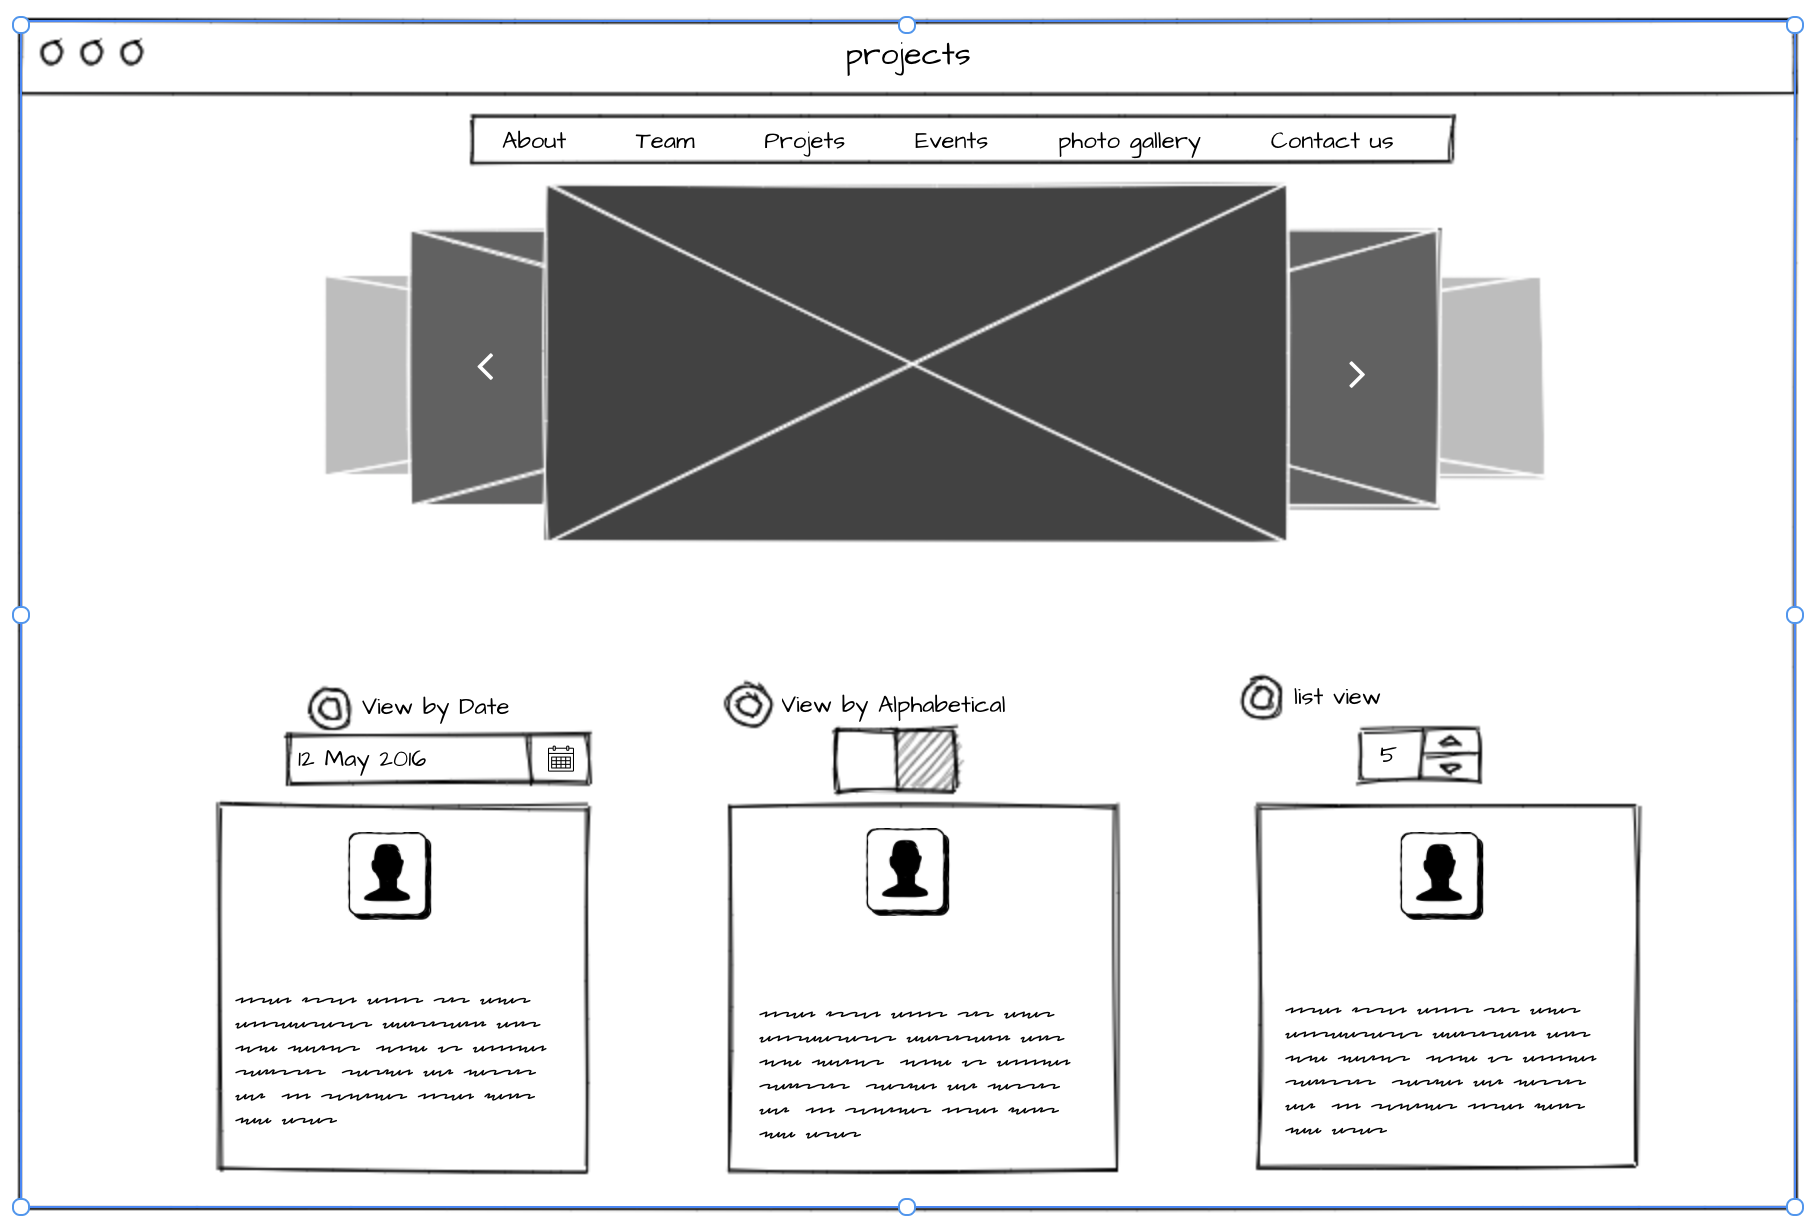 projects
About Team Projets Events photo gallery Contact us
View by Date
View by Alphabetical
list view
12 May 2016
5